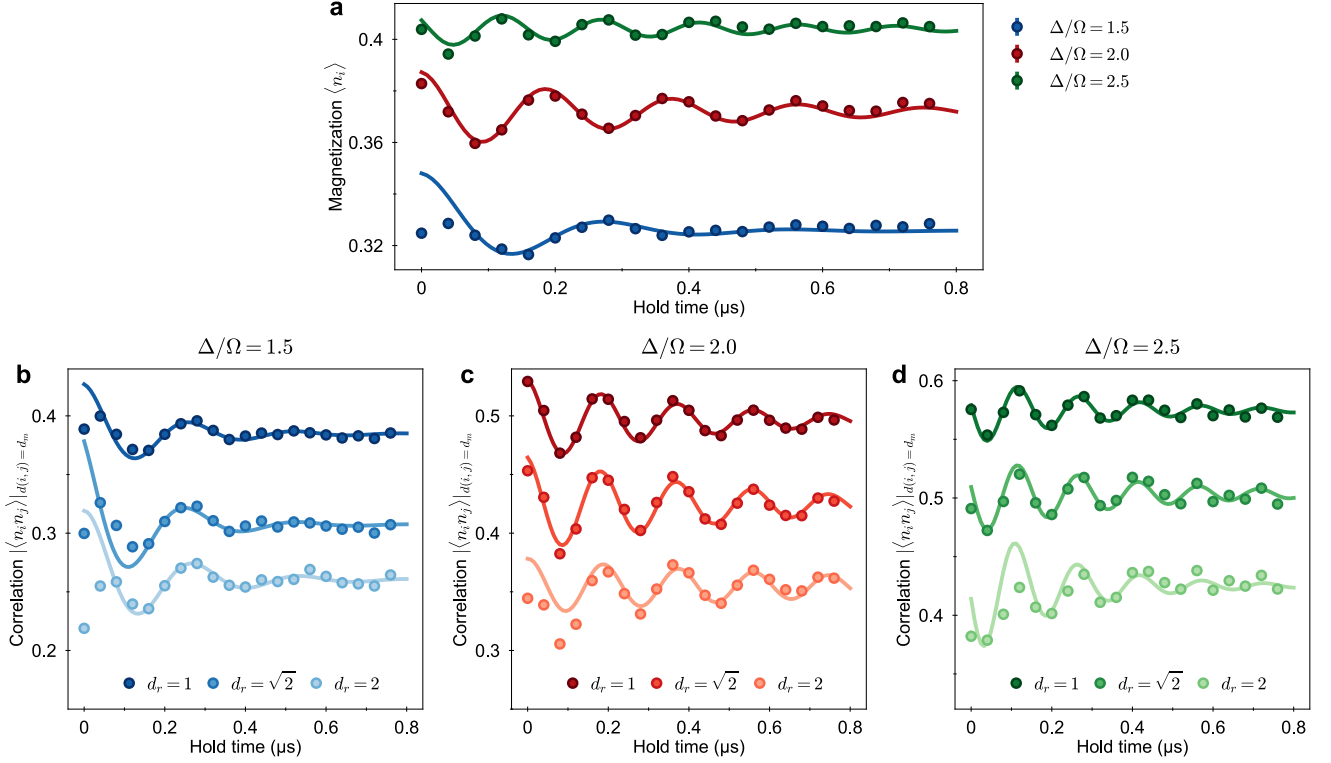 a
Magnetization ⟨n_i⟩
0.4
0.36
0.32
0
0.2
0.4
0.6
0.8
Hold time (µs)
Δ/Ω = 1.5
Δ/Ω = 2.0
Δ/Ω = 2.5
Δ/Ω = 1.5
b
Correlation |⟨n_i n_j⟩|_{d(i,j) = d_m}
0.4
0.3
0.2
d_r = 1
d_r = √2
d_r = 2
0
0.2
0.4
0.6
0.8
Hold time (µs)
Δ/Ω = 2.0
c
Correlation |⟨n_i n_j⟩|_{d(i,j) = d_m}
0.5
0.4
0.3
d_r = 1
d_r = √2
d_r = 2
0
0.2
0.4
0.6
0.8
Hold time (µs)
Δ/Ω = 2.5
d
Correlation |⟨n_i n_j⟩|_{d(i,j) = d_m}
0.6
0.5
0.4
d_r = 1
d_r = √2
d_r = 2
0
0.2
0.4
0.6
0.8
Hold time (µs)